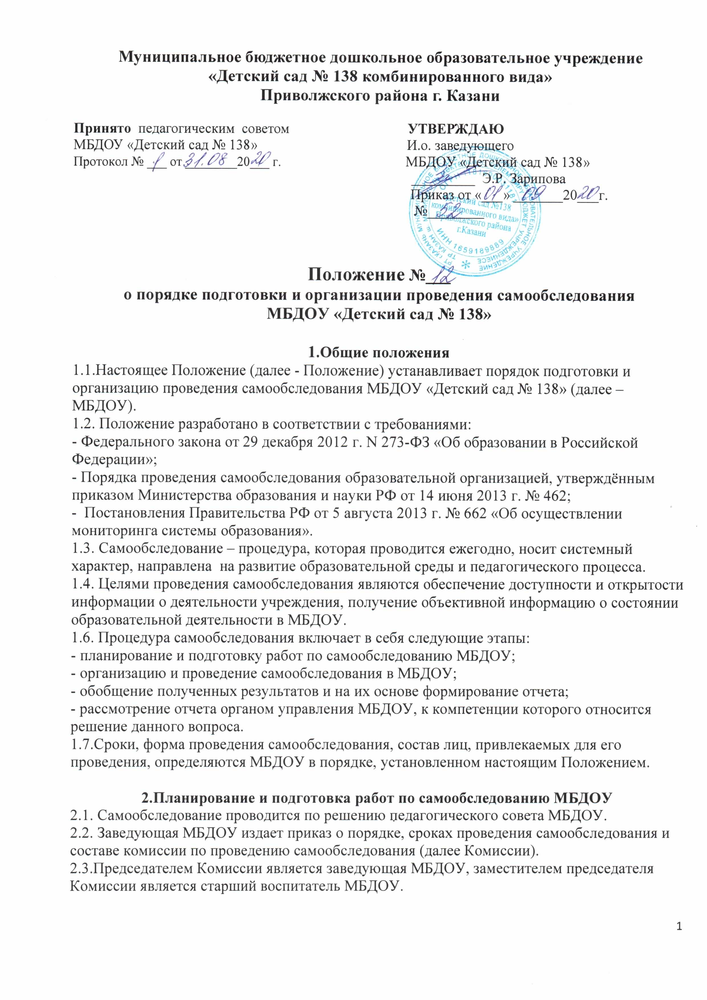 Муниципальное бюджетное дошкольное образовательное учреждение
«Детский сад № 138 комбинированного вида»
Приволжского района г. Казани
Принято педагогическим советом
МБДОУ «Детский сад № 138»
Протокол № 1 от 31.08 2020 г.
УТВЕРЖДАЮ
И.о. заведующего
МБДОУ «Детский сад № 138»
Э.Р. Зарипова
Приказ от «01» 09 2020г.
№ 52
«Детский сад №138
комбинированного вида»
Приволжского района
г.Казани
ИНН 1659189889
Положение № 12
о порядке подготовки и организации проведения самообследования
МБДОУ «Детский сад № 138»
1.Общие положения
1.1.Настоящее Положение (далее - Положение) устанавливает порядок подготовки и
организацию проведения самообследования МБДОУ «Детский сад № 138» (далее –
МБДОУ).
1.2. Положение разработано в соответствии с требованиями:
- Федерального закона от 29 декабря 2012 г. N 273-ФЗ «Об образовании в Российской
Федерации»;
- Порядка проведения самообследования образовательной организацией, утверждённым
приказом Министерства образования и науки РФ от 14 июня 2013 г. № 462;
- Постановления Правительства РФ от 5 августа 2013 г. № 662 «Об осуществлении
мониторинга системы образования».
1.3. Самообследование – процедура, которая проводится ежегодно, носит системный
характер, направлена на развитие образовательной среды и педагогического процесса.
1.4. Целями проведения самообследования являются обеспечение доступности и открытости
информации о деятельности учреждения, получение объективной информацию о состоянии
образовательной деятельности в МБДОУ.
1.6. Процедура самообследования включает в себя следующие этапы:
- планирование и подготовку работ по самообследованию МБДОУ;
- организацию и проведение самообследования в МБДОУ;
- обобщение полученных результатов и на их основе формирование отчета;
- рассмотрение отчета органом управления МБДОУ, к компетенции которого относится
решение данного вопроса.
1.7.Сроки, форма проведения самообследования, состав лиц, привлекаемых для его
проведения, определяются МБДОУ в порядке, установленном настоящим Положением.
2.Планирование и подготовка работ по самообследованию МБДОУ
2.1. Самообследование проводится по решению педагогического совета МБДОУ.
2.2. Заведующая МБДОУ издает приказ о порядке, сроках проведения самообследования и
составе комиссии по проведению самообследования (далее Комиссии).
2.3.Председателем Комиссии является заведующая МБДОУ, заместителем председателя
Комиссии является старший воспитатель МБДОУ.
1